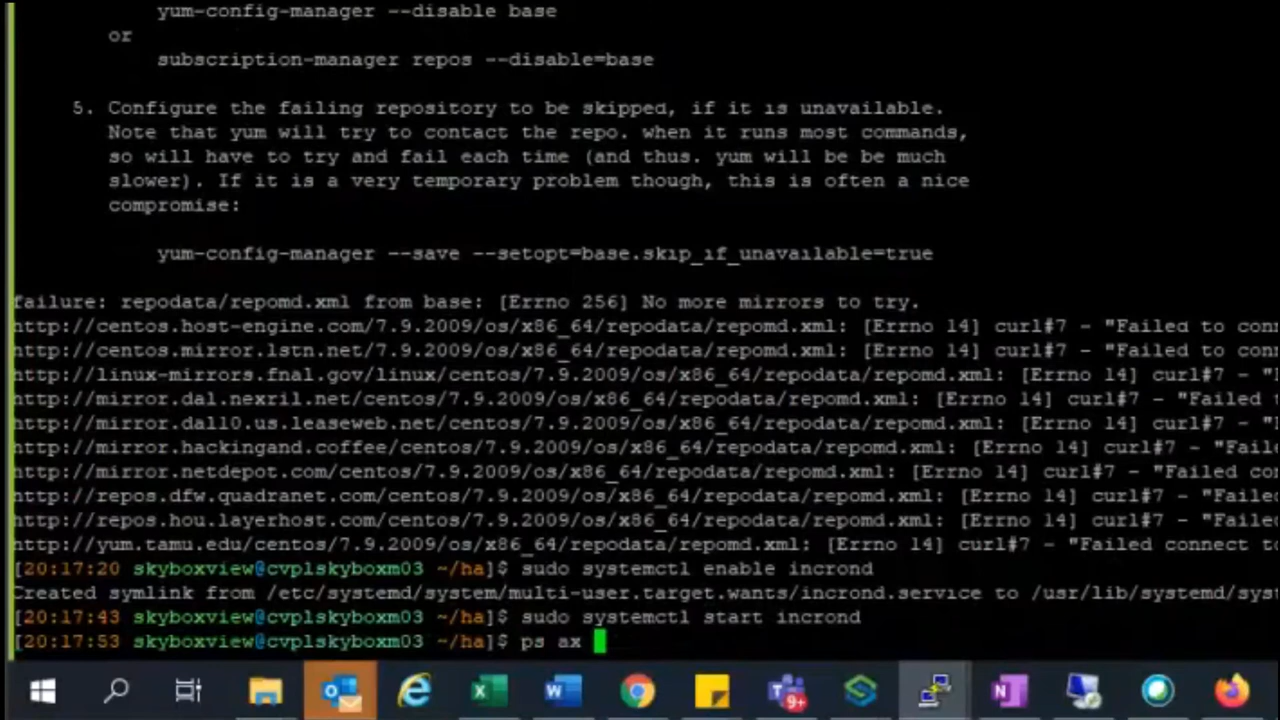 yum-config-manager --disable base
or
subscription-manager repos --disable=base
5. Configure the failing repository to be skipped, if it is unavailable.
Note that yum will try to contact the repo. when it runs most commands,
so will have to try and fail each time (and thus. yum will be be much
slower). If it is a very temporary problem though, this is often a nice
compromise:
yum-config-manager --save --setopt=base.skip_if_unavailable=true
failure: repodata/repomd.xml from base: [Errno 256] No more mirrors to try.
http://centos.host-engine.com/7.9.2009/os/x86_64/repodata/repomd.xml: [Errno 14] curl#7 - "Failed to con
http://centos.mirror.lstn.net/7.9.2009/os/x86_64/repodata/repomd.xml: [Errno 14] curl#7 - "Failed to con
http://linux-mirrors.fnal.gov/linux/centos/7.9.2009/os/x86_64/repodata/repomd.xml: [Errno 14] curl#7 - "
http://mirror.dal.nexril.net/centos/7.9.2009/os/x86_64/repodata/repomd.xml: [Errno 14] curl#7 - "Failed t
http://mirror.dal10.us.leaseweb.net/centos/7.9.2009/os/x86_64/repodata/repomd.xml: [Errno 14] curl#7 - "
http://mirror.hackingand.coffee/centos/7.9.2009/os/x86_64/repodata/repomd.xml: [Errno 14] curl#7 - "Faile
http://mirror.netdepot.com/centos/7.9.2009/os/x86_64/repodata/repomd.xml: [Errno 14] curl#7 - "Failed co
http://repos.dfw.quadranet.com/centos/7.9.2009/os/x86_64/repodata/repomd.xml: [Errno 14] curl#7 - "Failed
http://repos.hou.layerhost.com/centos/7.9.2009/os/x86_64/repodata/repomd.xml: [Errno 14] curl#7 - "Failed
http://yum.tamu.edu/centos/7.9.2009/os/x86_64/repodata/repomd.xml: [Errno 14] curl#7 - "Failed connect to
[20:17:20 skyboxview@cvplskyboxm03 ~/ha]$ sudo systemctl enable incrond
Created symlink from /etc/systemd/system/multi-user.target.wants/incrond.service to /usr/lib/systemd/syst
[20:17:43 skyboxview@cvplskyboxm03 ~/ha]$ sudo systemctl start incrond
[20:17:53 skyboxview@cvplskyboxm03 ~/ha]$ ps ax
9+